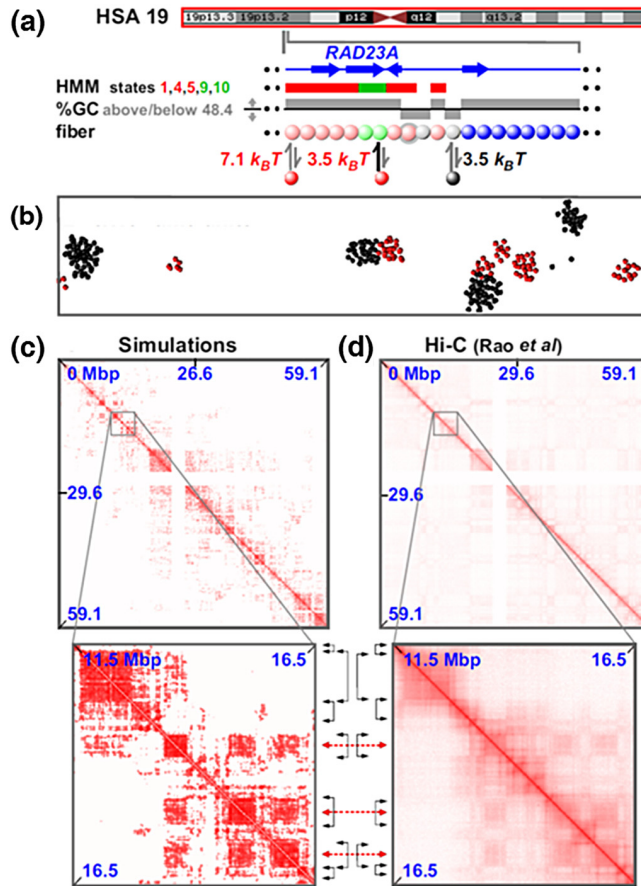 (a)
HSA 19
19p13.3 19p13.2 p12 q12 q13.2
RAD23A
HMM states 1,4,5,9,10
%GC above/below 48.4
fiber
7.1 kBT 3.5 kBT 3.5 kBT
(b)
(c) Simulations (d) Hi-C (Rao et al)
0 Mbp 26.6 59.1 0 Mbp 29.6 59.1
29.6 29.6
59.1 59.1
11.5 Mbp 16.5 11.5 Mbp 16.5
16.5 16.5